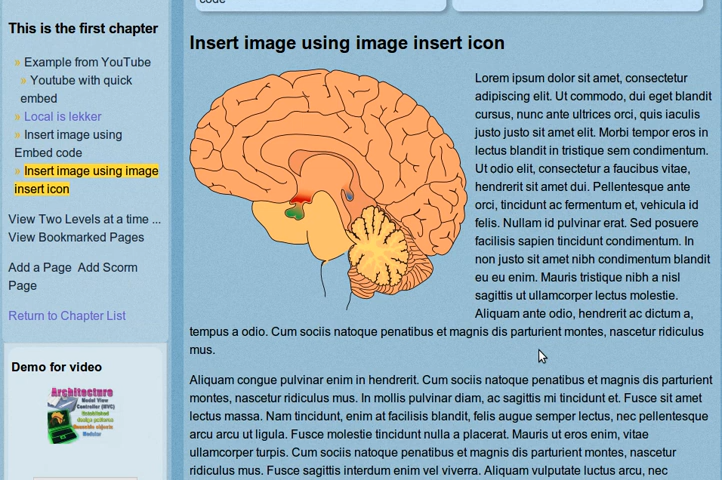 code
This is the first chapter
» Example from YouTube
» Youtube with quick
embed
» Local is lekker
» Insert image using
Embed code
» Insert image using image
insert icon
View Two Levels at a time ...
View Bookmarked Pages
Add a Page Add Scorm
Page
Return to Chapter List
Demo for video
Architecture
Model View
Controller (MVC)
Insert image using image insert icon
Lorem ipsum dolor sit amet, consectetur
adipiscing elit. Ut commodo, dui eget blandit
cursus, nunc ante ultrices orci, quis iaculis
justo justo sit amet elit. Morbi tempor eros in
lectus blandit in tristique sem condimentum.
Ut odio elit, consectetur a faucibus vitae,
hendrerit sit amet dui. Pellentesque ante
orci, tincidunt ac fermentum et, vehicula id
felis. Nullam id pulvinar erat. Sed posuere
facilisis sapien tincidunt condimentum. In
non justo sit amet nibh condimentum blandit
eu eu enim. Mauris tristique nibh a nisl
sagittis ut ullamcorper lectus molestie.
Aliquam ante odio, hendrerit ac dictum a,
tempus a odio. Cum sociis natoque penatibus et magnis dis parturient montes, nascetur ridiculus
mus.
Aliquam congue pulvinar enim in hendrerit. Cum sociis natoque penatibus et magnis dis parturient
montes, nascetur ridiculus mus. In mollis pulvinar diam, ac sagittis mi tincidunt et. Fusce sit amet
lectus massa. Nam tincidunt, enim at facilisis blandit, felis augue semper lectus, nec pellentesque
arcu arcu ut ligula. Fusce molestie tincidunt nulla a placerat. Mauris ut eros enim, vitae
ullamcorper turpis. Cum sociis natoque penatibus et magnis dis parturient montes, nascetur
ridiculus mus. Fusce sagittis interdum enim vel viverra. Aliquam vulputate luctus arcu, nec